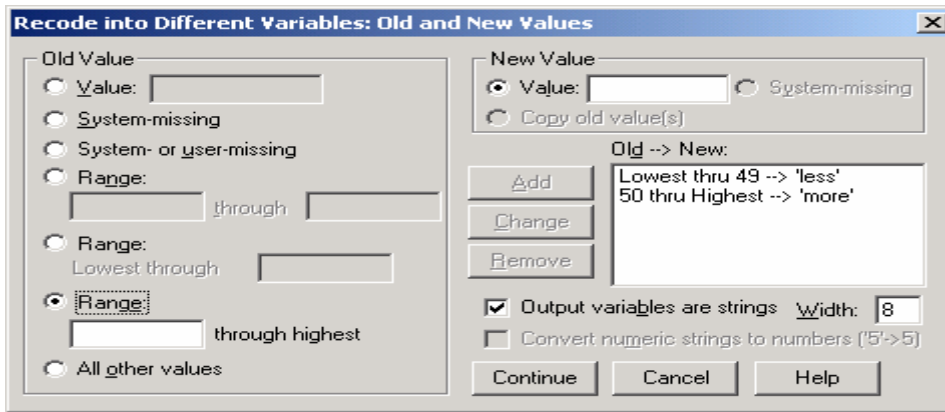 Recode into Different Variables: Old and New Values
Old Value
Value:
System-missing
System- or user-missing
Range:
through
Range:
Lowest through
Range:
through highest
All other values
New Value
Value:
System-missing
Copy old value(s)
Old --> New:
Add
Change
Remove
Lowest thru 49 --> 'less'
50 thru Highest --> 'more'
Output variables are strings
Width: 8
Convert numeric strings to numbers ('5'->5)
Continue
Cancel
Help